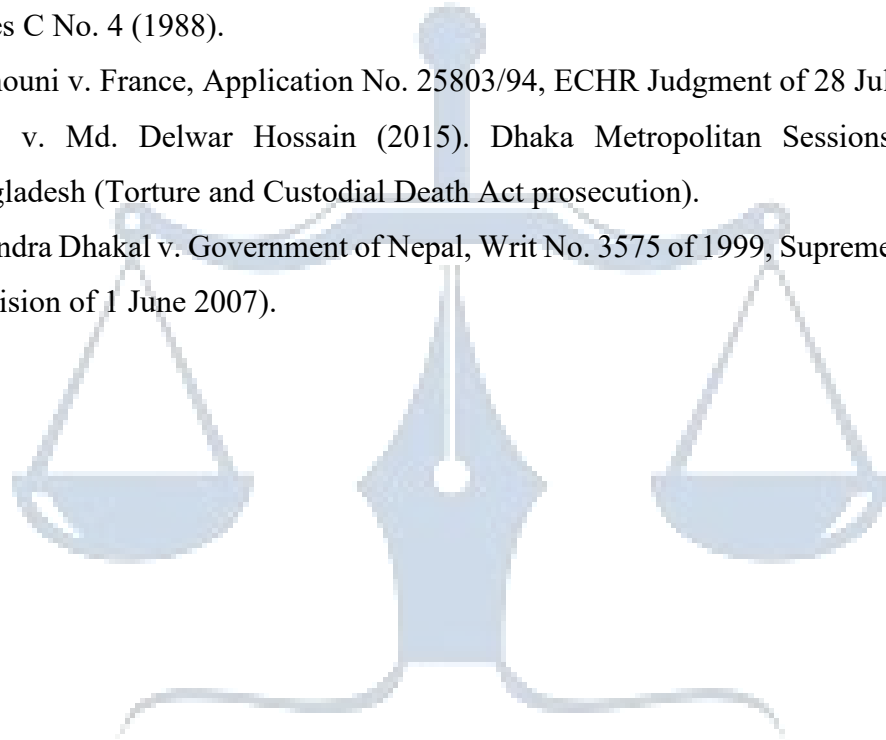 es C No. 4 (1988).
ouni v. France, Application No. 25803/94, ECHR Judgment of 28 Jul
v. Md. Delwar Hossain (2015). Dhaka Metropolitan Sessions
gladesh (Torture and Custodial Death Act prosecution).
ndra Dhakal v. Government of Nepal, Writ No. 3575 of 1999, Supreme
ision of 1 June 2007).